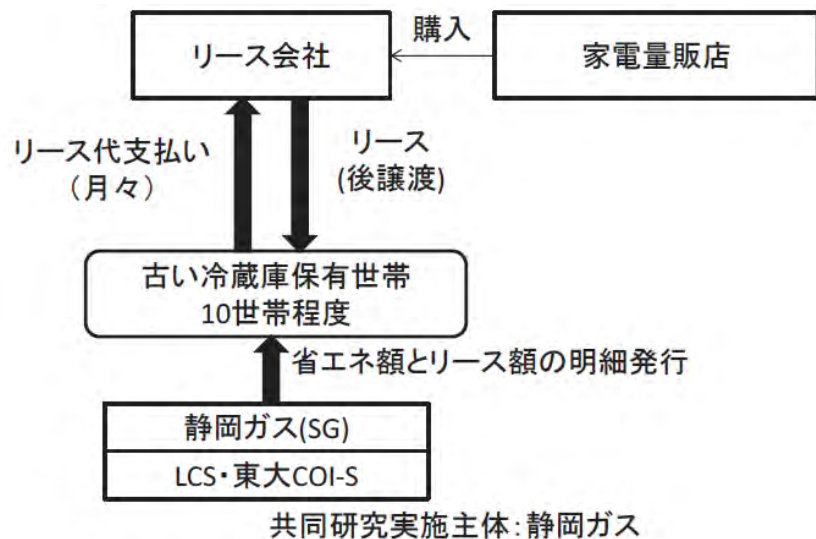 リース会社
購入
家電量販店
リース代支払い
（月々）
リース
(後譲渡)
古い冷蔵庫保有世帯
10世帯程度
省エネ額とリース額の明細発行
静岡ガス(SG)
LCS・東大COI-S
共同研究実施主体：静岡ガス